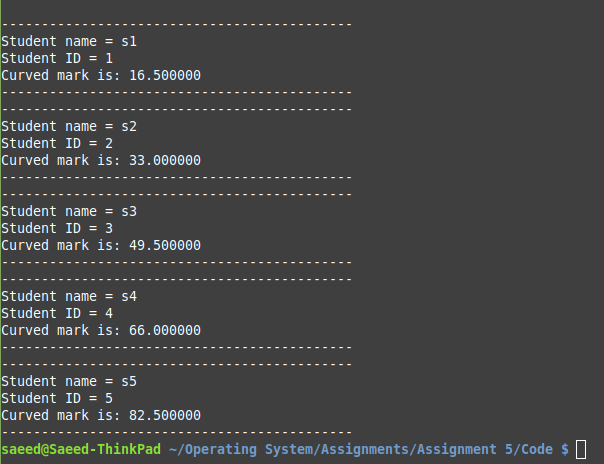 --------------------------------------------
Student name = s1
Student ID = 1
Curved mark is: 16.500000
--------------------------------------------
--------------------------------------------
Student name = s2
Student ID = 2
Curved mark is: 33.000000
--------------------------------------------
--------------------------------------------
Student name = s3
Student ID = 3
Curved mark is: 49.500000
--------------------------------------------
--------------------------------------------
Student name = s4
Student ID = 4
Curved mark is: 66.000000
--------------------------------------------
--------------------------------------------
Student name = s5
Student ID = 5
Curved mark is: 82.500000
--------------------------------------------
saeed@Saeed-ThinkPad ~/Operating System/Assignments/Assignment 5/Code $